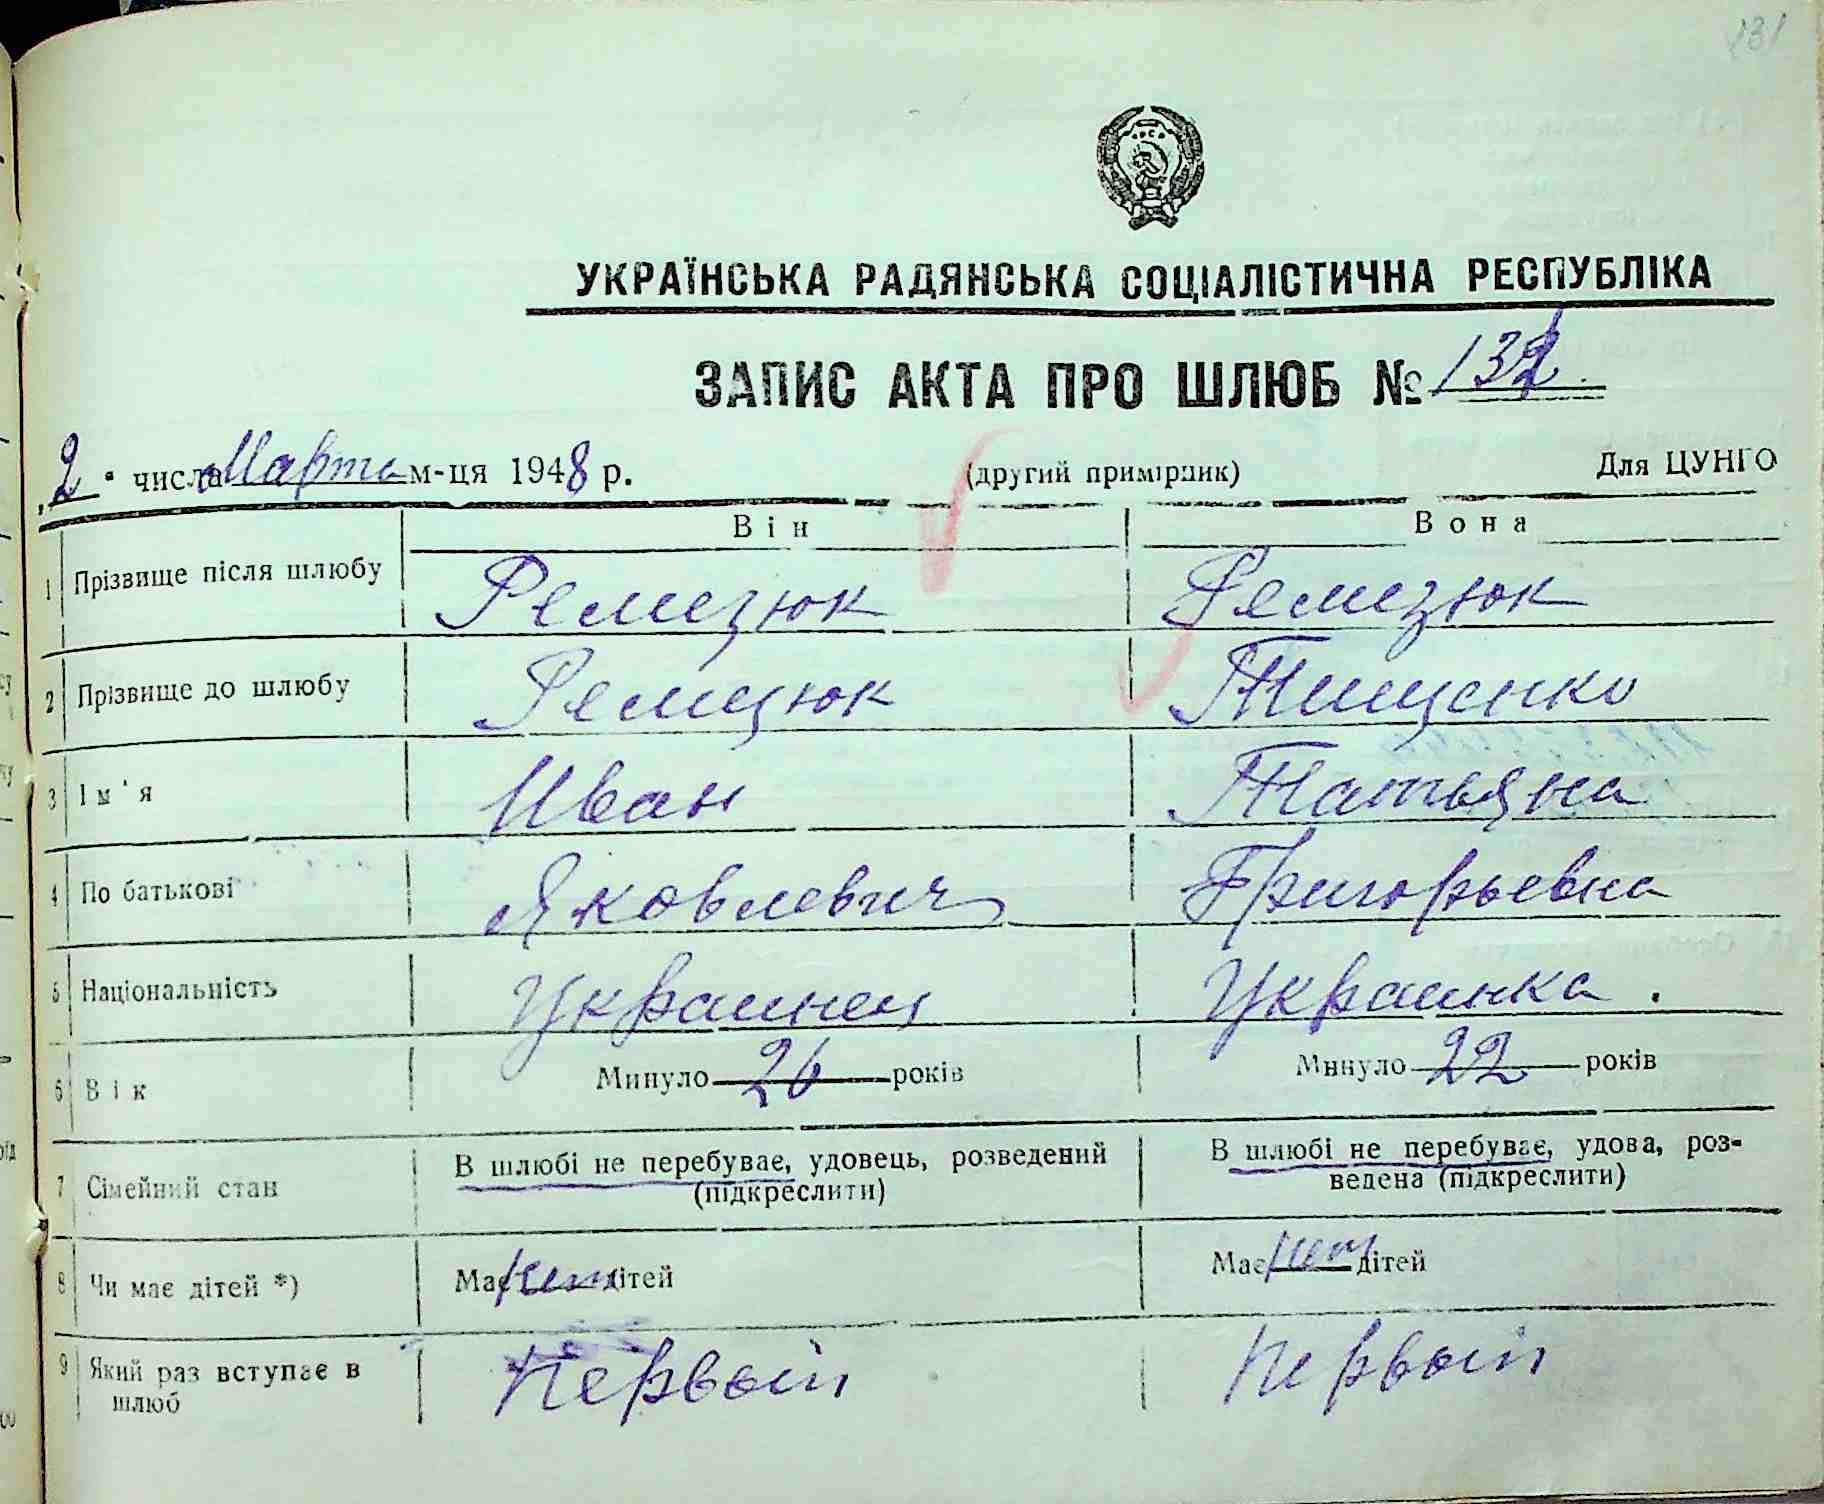 131
УКРАЇНСЬКА РАДЯНСЬКА СОЦІАЛІСТИЧНА РЕСПУБЛІКА
ЗАПИС АКТА ПРО ШЛЮБ № 132
2 числа Марта м-ця 1948 р. (другий примірник) Для ЦУНГО
Він Вона
1 Прізвище після шлюбу Ремезюк Ремезюк
2 Прізвище до шлюбу Ремезюк Тищенко
3 Ім'я Иван Татьяна
4 По батькові Яковлевич Григорьевна
5 Національність Украинец Украинка.
6 Вік Минуло 26 років Минуло 22 років
7 Сімейний стан В шлюбі не перебуває, удовець, розведений (підкреслити) В шлюбі не перебуває, удова, роз-
ведена (підкреслити)
8 Чи має дітей *) Має нет дітей Має нет дітей
9 Який раз вступає в шлюб Первый Первый